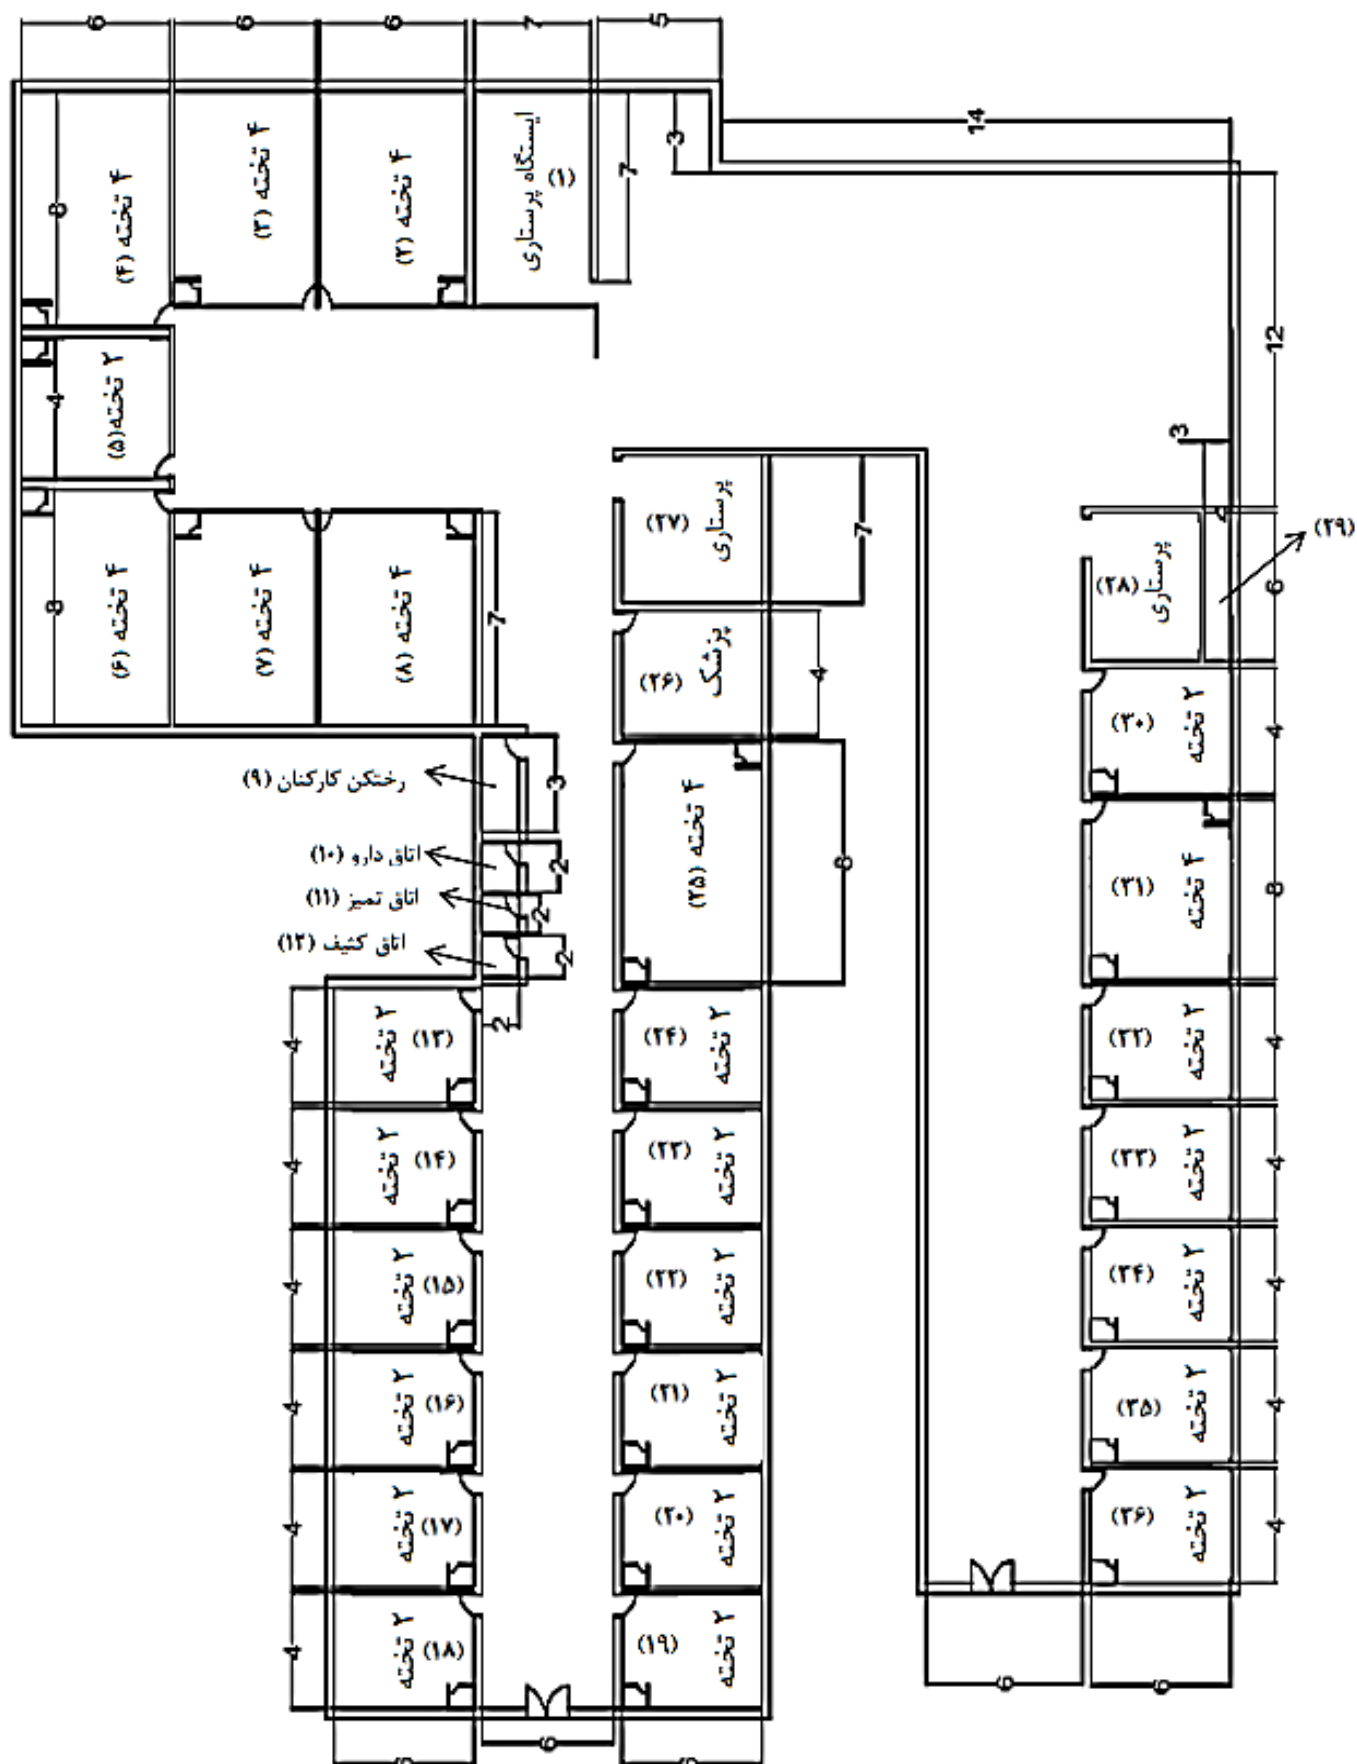 6
6
6
7
5
14
3
7
8
۴ تخته (۴)
۴ تخته (۳)
۴ تخته (۲)
ایستگاه پرستاری
(۱)
12
4
۲ تخته(۵)
3
(۲۹)
8
۴ تخته (۶)
۴ تخته (۷)
۴ تخته (۸)
7
(۲۷)
پرستاری
7
(۲۸)
پرستاری
6
(۲۶)
پزشک
4
(۳۰)
۲ تخته
4
رختکن کارکنان (۹)
3
اتاق دارو (۱۰)
2
اتاق تمیز (۱۱)
2
اتاق کثیف (۱۲)
2
2
۴ تخته (۲۵)
8
(۳۱)
۴ تخته
8
4
۲ تخته
(۱۳)
(۲۴)
۲ تخته
(۳۲)
۲ تخته
4
4
۲ تخته
(۱۴)
(۲۳)
۲ تخته
(۳۳)
۲ تخته
4
4
۲ تخته
(۱۵)
(۲۲)
۲ تخته
(۳۴)
۲ تخته
4
4
۲ تخته
(۱۶)
(۲۱)
۲ تخته
(۳۵)
۲ تخته
4
4
۲ تخته
(۱۷)
(۲۰)
۲ تخته
(۳۶)
۲ تخته
4
4
۲ تخته
(۱۸)
(۱۹)
۲ تخته
6
6
6